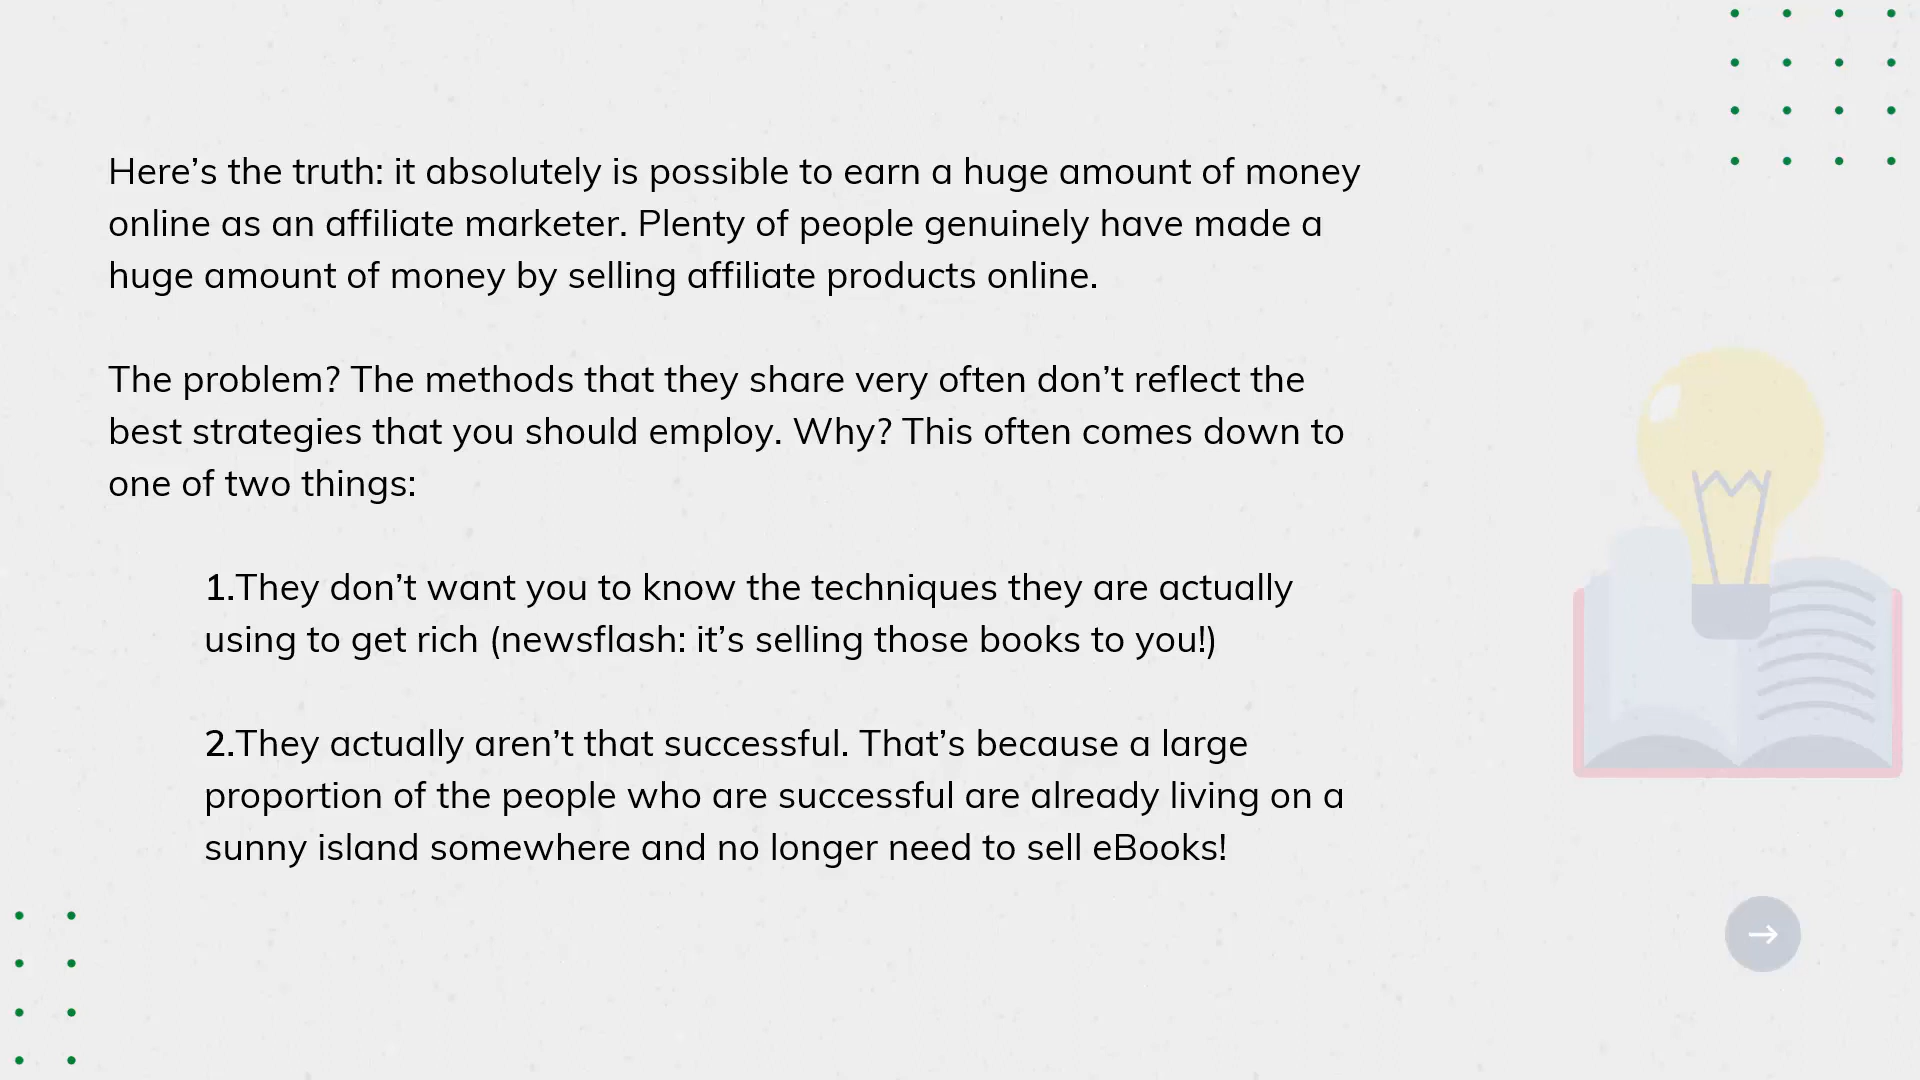 Here’s the truth: it absolutely is possible to earn a huge amount of money
online as an affiliate marketer. Plenty of people genuinely have made a
huge amount of money by selling affiliate products online.
The problem? The methods that they share very often don’t reflect the
best strategies that you should employ. Why? This often comes down to
one of two things:
1.They don’t want you to know the techniques they are actually
using to get rich (newsflash: it’s selling those books to you!)
2.They actually aren’t that successful. That’s because a large
proportion of the people who are successful are already living on a
sunny island somewhere and no longer need to sell eBooks!